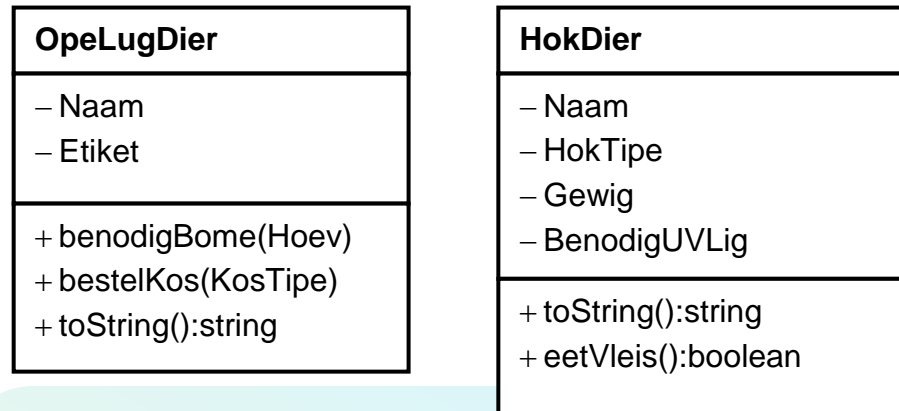 OpeLugDier
– Naam
– Etiket
+ benodigBome(Hoev)
+ bestelKos(KosTipe)
+ toString():string
HokDier
– Naam
– HokTipe
– Gewig
– BenodigUVLig
+ toString():string
+ eetVleis():boolean